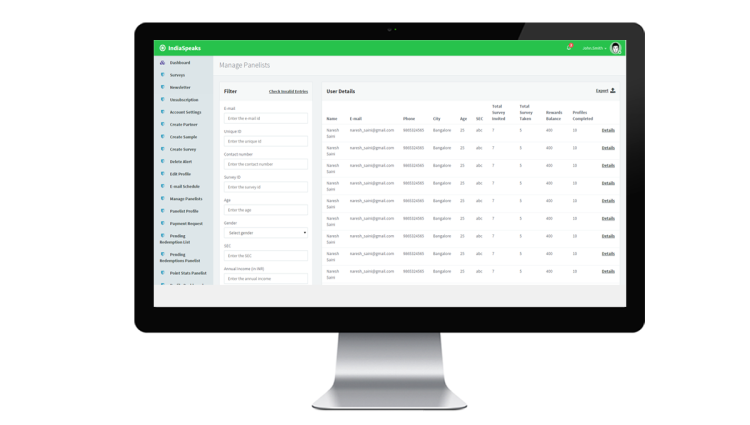 IndiaSpeaks
John Smith
Dashboard
Surveys
Newsletter
Unsubscription
Account Settings
Create Partner
Create Sample
Create Survey
Delete Alert
Edit Profile
E-mail Schedule
Manage Panelists
Panelist Profile
Payment Request
Pending
Redemption List
Pending
Redemptions Panelist
Point Stats Panelist
Manage Panelists
Filter
Check Invalid Entries
E-mail
Enter the e-mail id
Unique ID
Enter the unique id
Contact number
Enter the contact number
Survey ID
Enter the survey id
Age
Enter the age
Gender
Select gender
SEC
Enter the SEC
Annual Income (in INR)
Enter the annual income
User Details
Export
Name E-mail Phone City Age SEC Total Survey Invited Total Survey Taken Rewards Balance Profiles Completed
Naresh Saini naresh_saini@gmail.com Bangalore 25 abc 7 5 400 10 Details
Naresh Saini naresh_saini@gmail.com Bangalore 25 abc 7 5 400 10 Details
Naresh Saini naresh_saini@gmail.com Bangalore 25 abc 7 5 400 10 Details
Naresh Saini naresh_saini@gmail.com Bangalore 25 abc 7 5 400 10 Details
Naresh Saini naresh_saini@gmail.com Bangalore 25 abc 7 5 400 10 Details
Naresh Saini naresh_saini@gmail.com Bangalore 25 abc 7 5 400 10 Details
Naresh Saini naresh_saini@gmail.com Bangalore 25 abc 7 5 400 10 Details
Naresh Saini naresh_saini@gmail.com Bangalore 25 abc 7 5 400 10 Details
Naresh Saini naresh_saini@gmail.com Bangalore 25 abc 7 5 400 10 Details